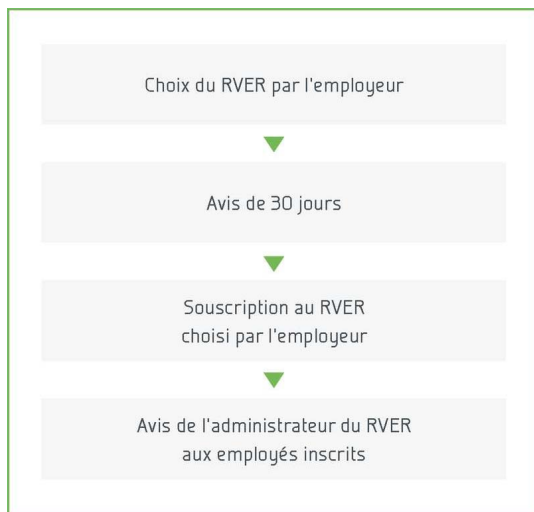 Choix du RVER par l'employeur
Avis de 30 jours
Souscription au RVER
choisi par l'employeur
Avis de l'administrateur du RVER
aux employés inscrits